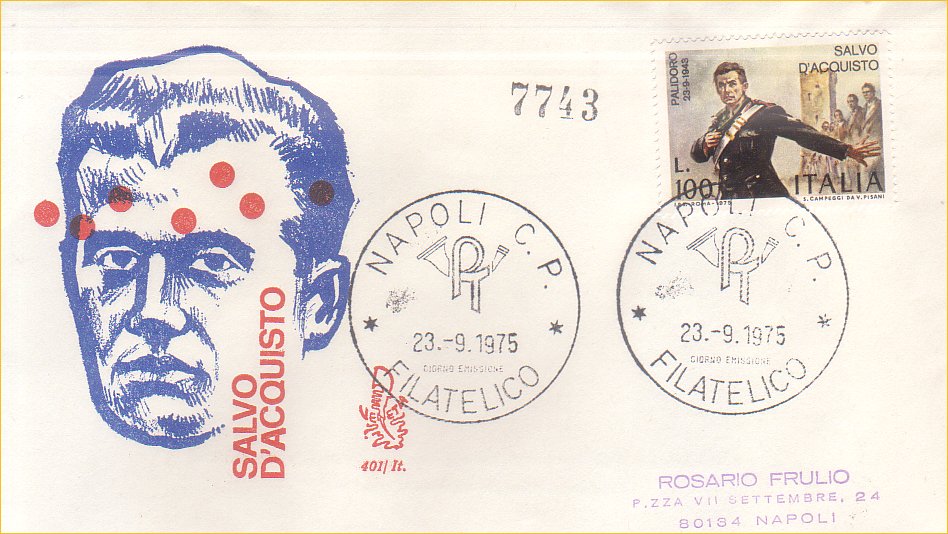 7743
PALIDORO
23-9-1943
SALVO
D'ACQUISTO
L.
100
ITALIA
I.P.S.-ROMA-1975
S. CAMPEGGI DA V. PISANI
NAPOLI C.P.
23.-9.1975
GIORNO EMISSIONE
FILATELICO
NAPOLI C.P.
23.-9.1975
GIORNO EMISSIONE
FILATELICO
SALVO
D'ACQUISTO
401/It.
ROSARIO FRULIO
P.ZZA VII SETTEMBRE, 24
80134 NAPOLI